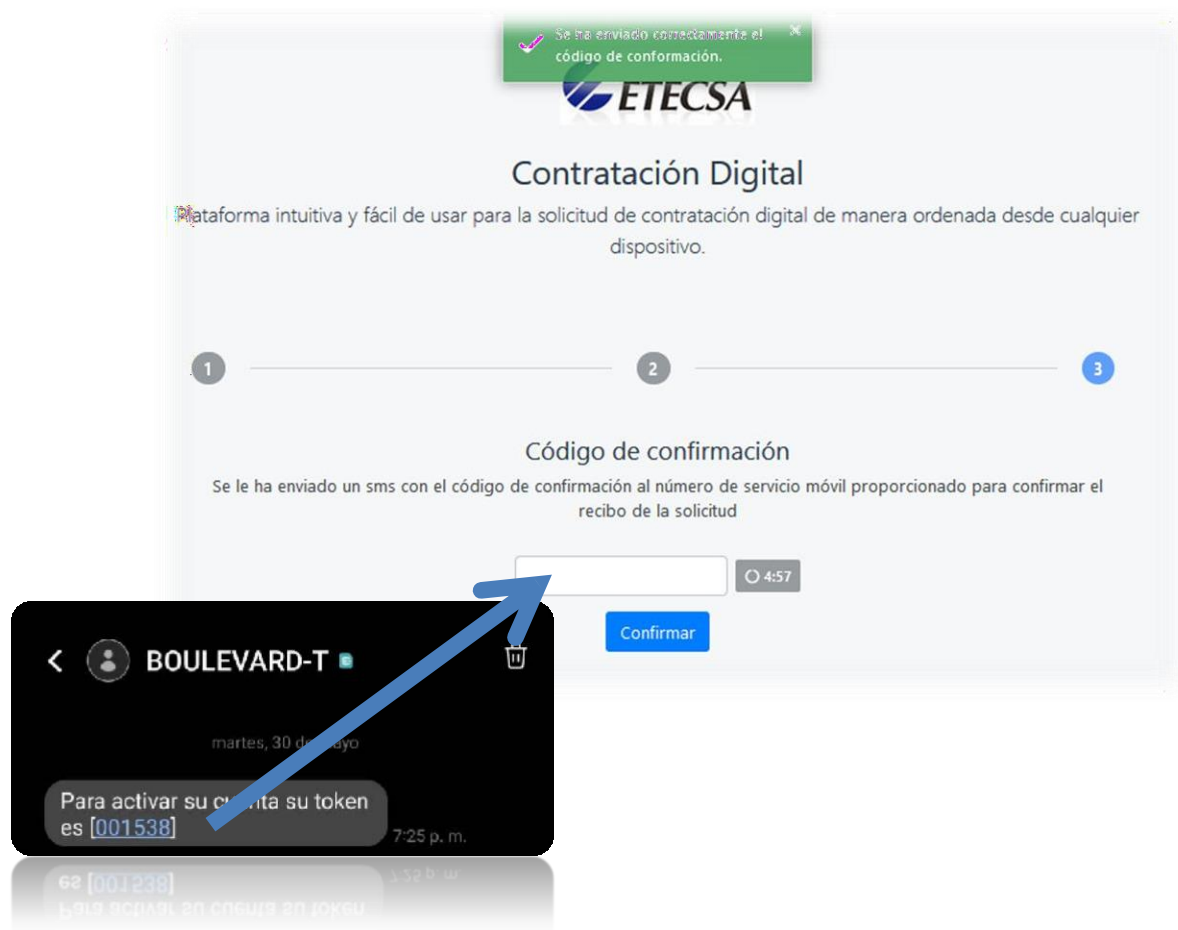 Se ha enviado correctamente el
código de conformación.
ETECSA
Contratación Digital
Plataforma intuitiva y fácil de usar para la solicitud de contratación digital de manera ordenada desde cualquier
dispositivo.
1
2
3
Código de confirmación
Se le ha enviado un sms con el código de confirmación al número de servicio móvil proporcionado para confirmar el
recibo de la solicitud
4:57
Confirmar
BOULEVARD-T
martes, 30 de mayo
Para activar su cuenta su token
es [001538]
7:25 p. m.